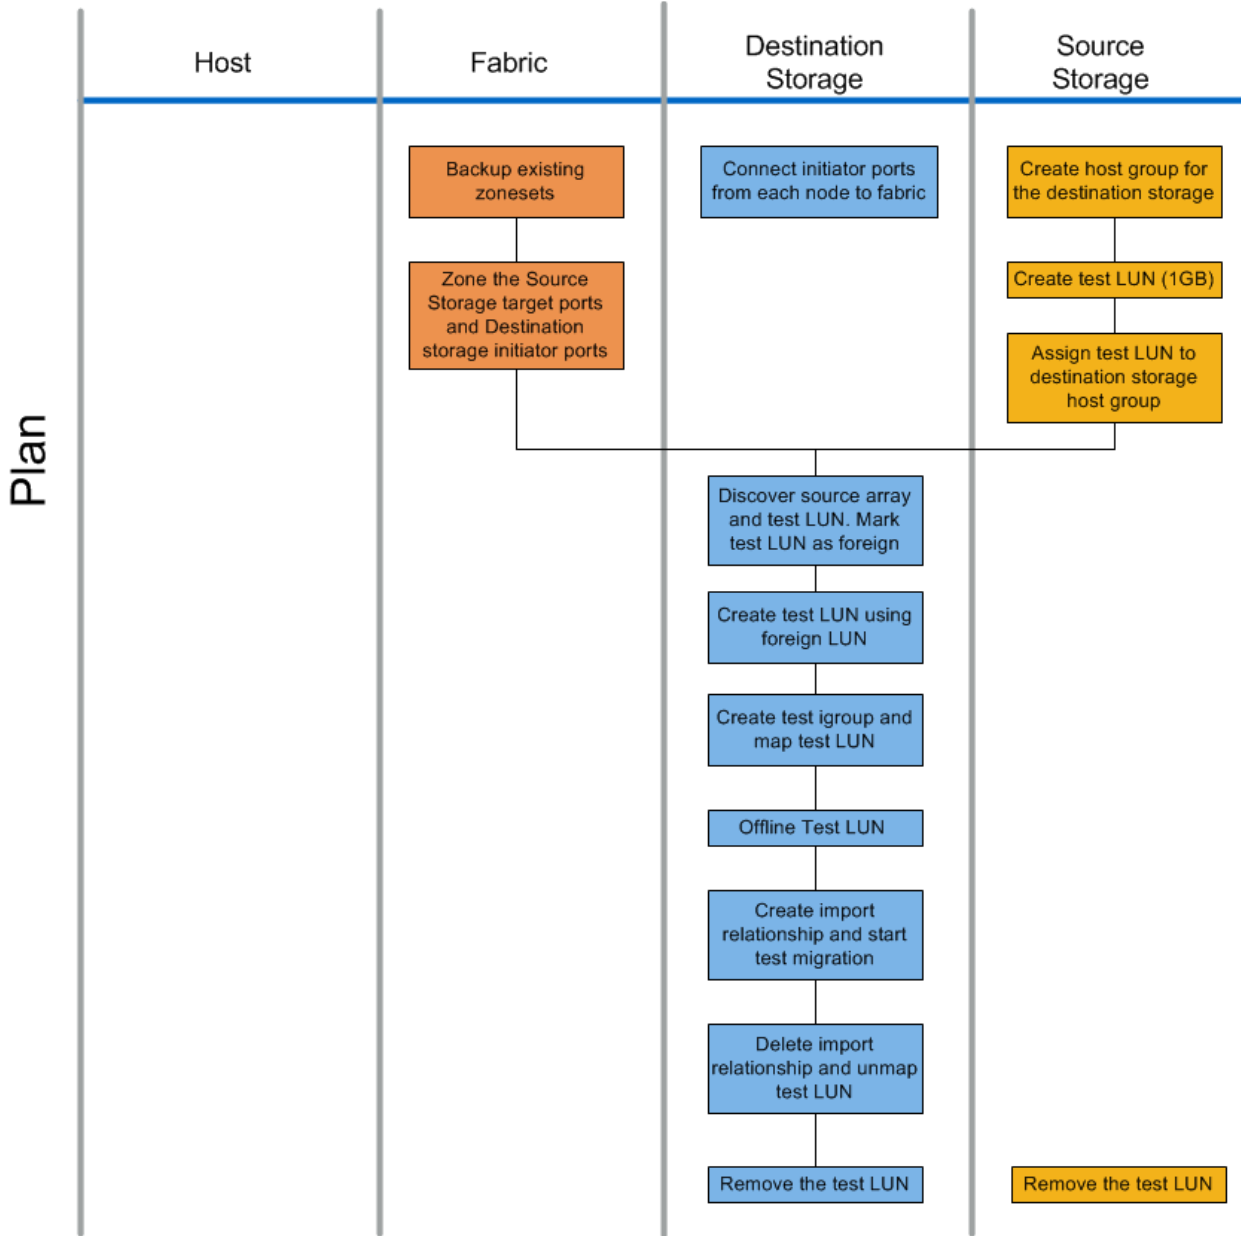 Host
Fabric
Destination
Storage
Source
Storage
Plan
Backup existing
zonesets
Zone the Source
Storage target ports
and Destination
storage initiator ports
Connect initiator ports
from each node to fabric
Create host group for
the destination storage
Create test LUN (1GB)
Assign test LUN to
destination storage
host group
Discover source array
and test LUN. Mark
test LUN as foreign
Create test LUN using
foreign LUN
Create test igroup and
map test LUN
Offline Test LUN
Create import
relationship and start
test migration
Delete import
relationship and unmap
test LUN
Remove the test LUN
Remove the test LUN